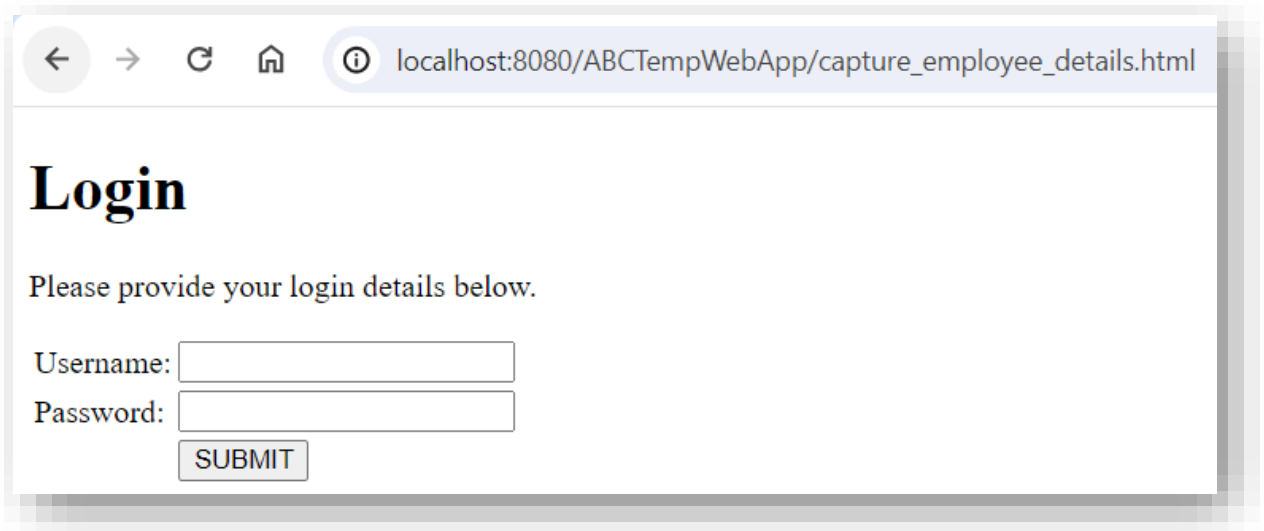 localhost:8080/ABCTempWebApp/capture_employee_details.html
Login
Please provide your login details below.
Username:
Password:
SUBMIT